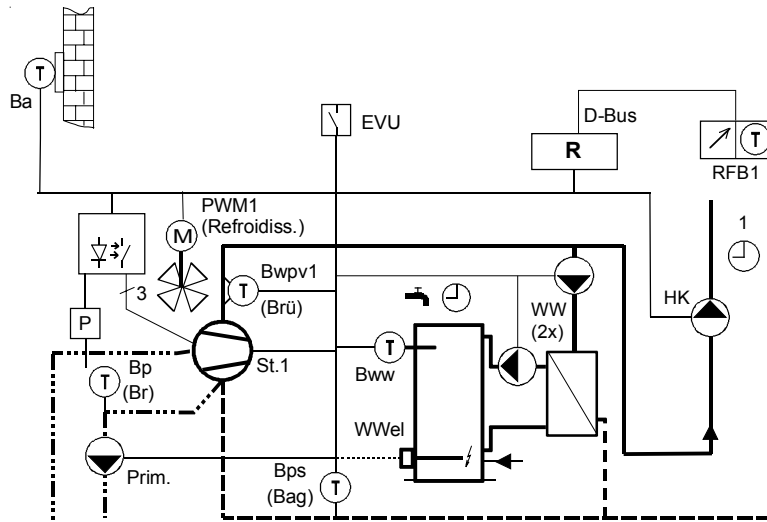 T
Ba
EVU
D-Bus
R
T
RFB1
PWM1
(Refroidiss.)
M
1
3
Bwpv1
T
(Brü)
WW
(2x)
HK
P
Bp
(Br)
T
St.1
T
Bww
WWel
Prim.
Bps
(Bag)
T